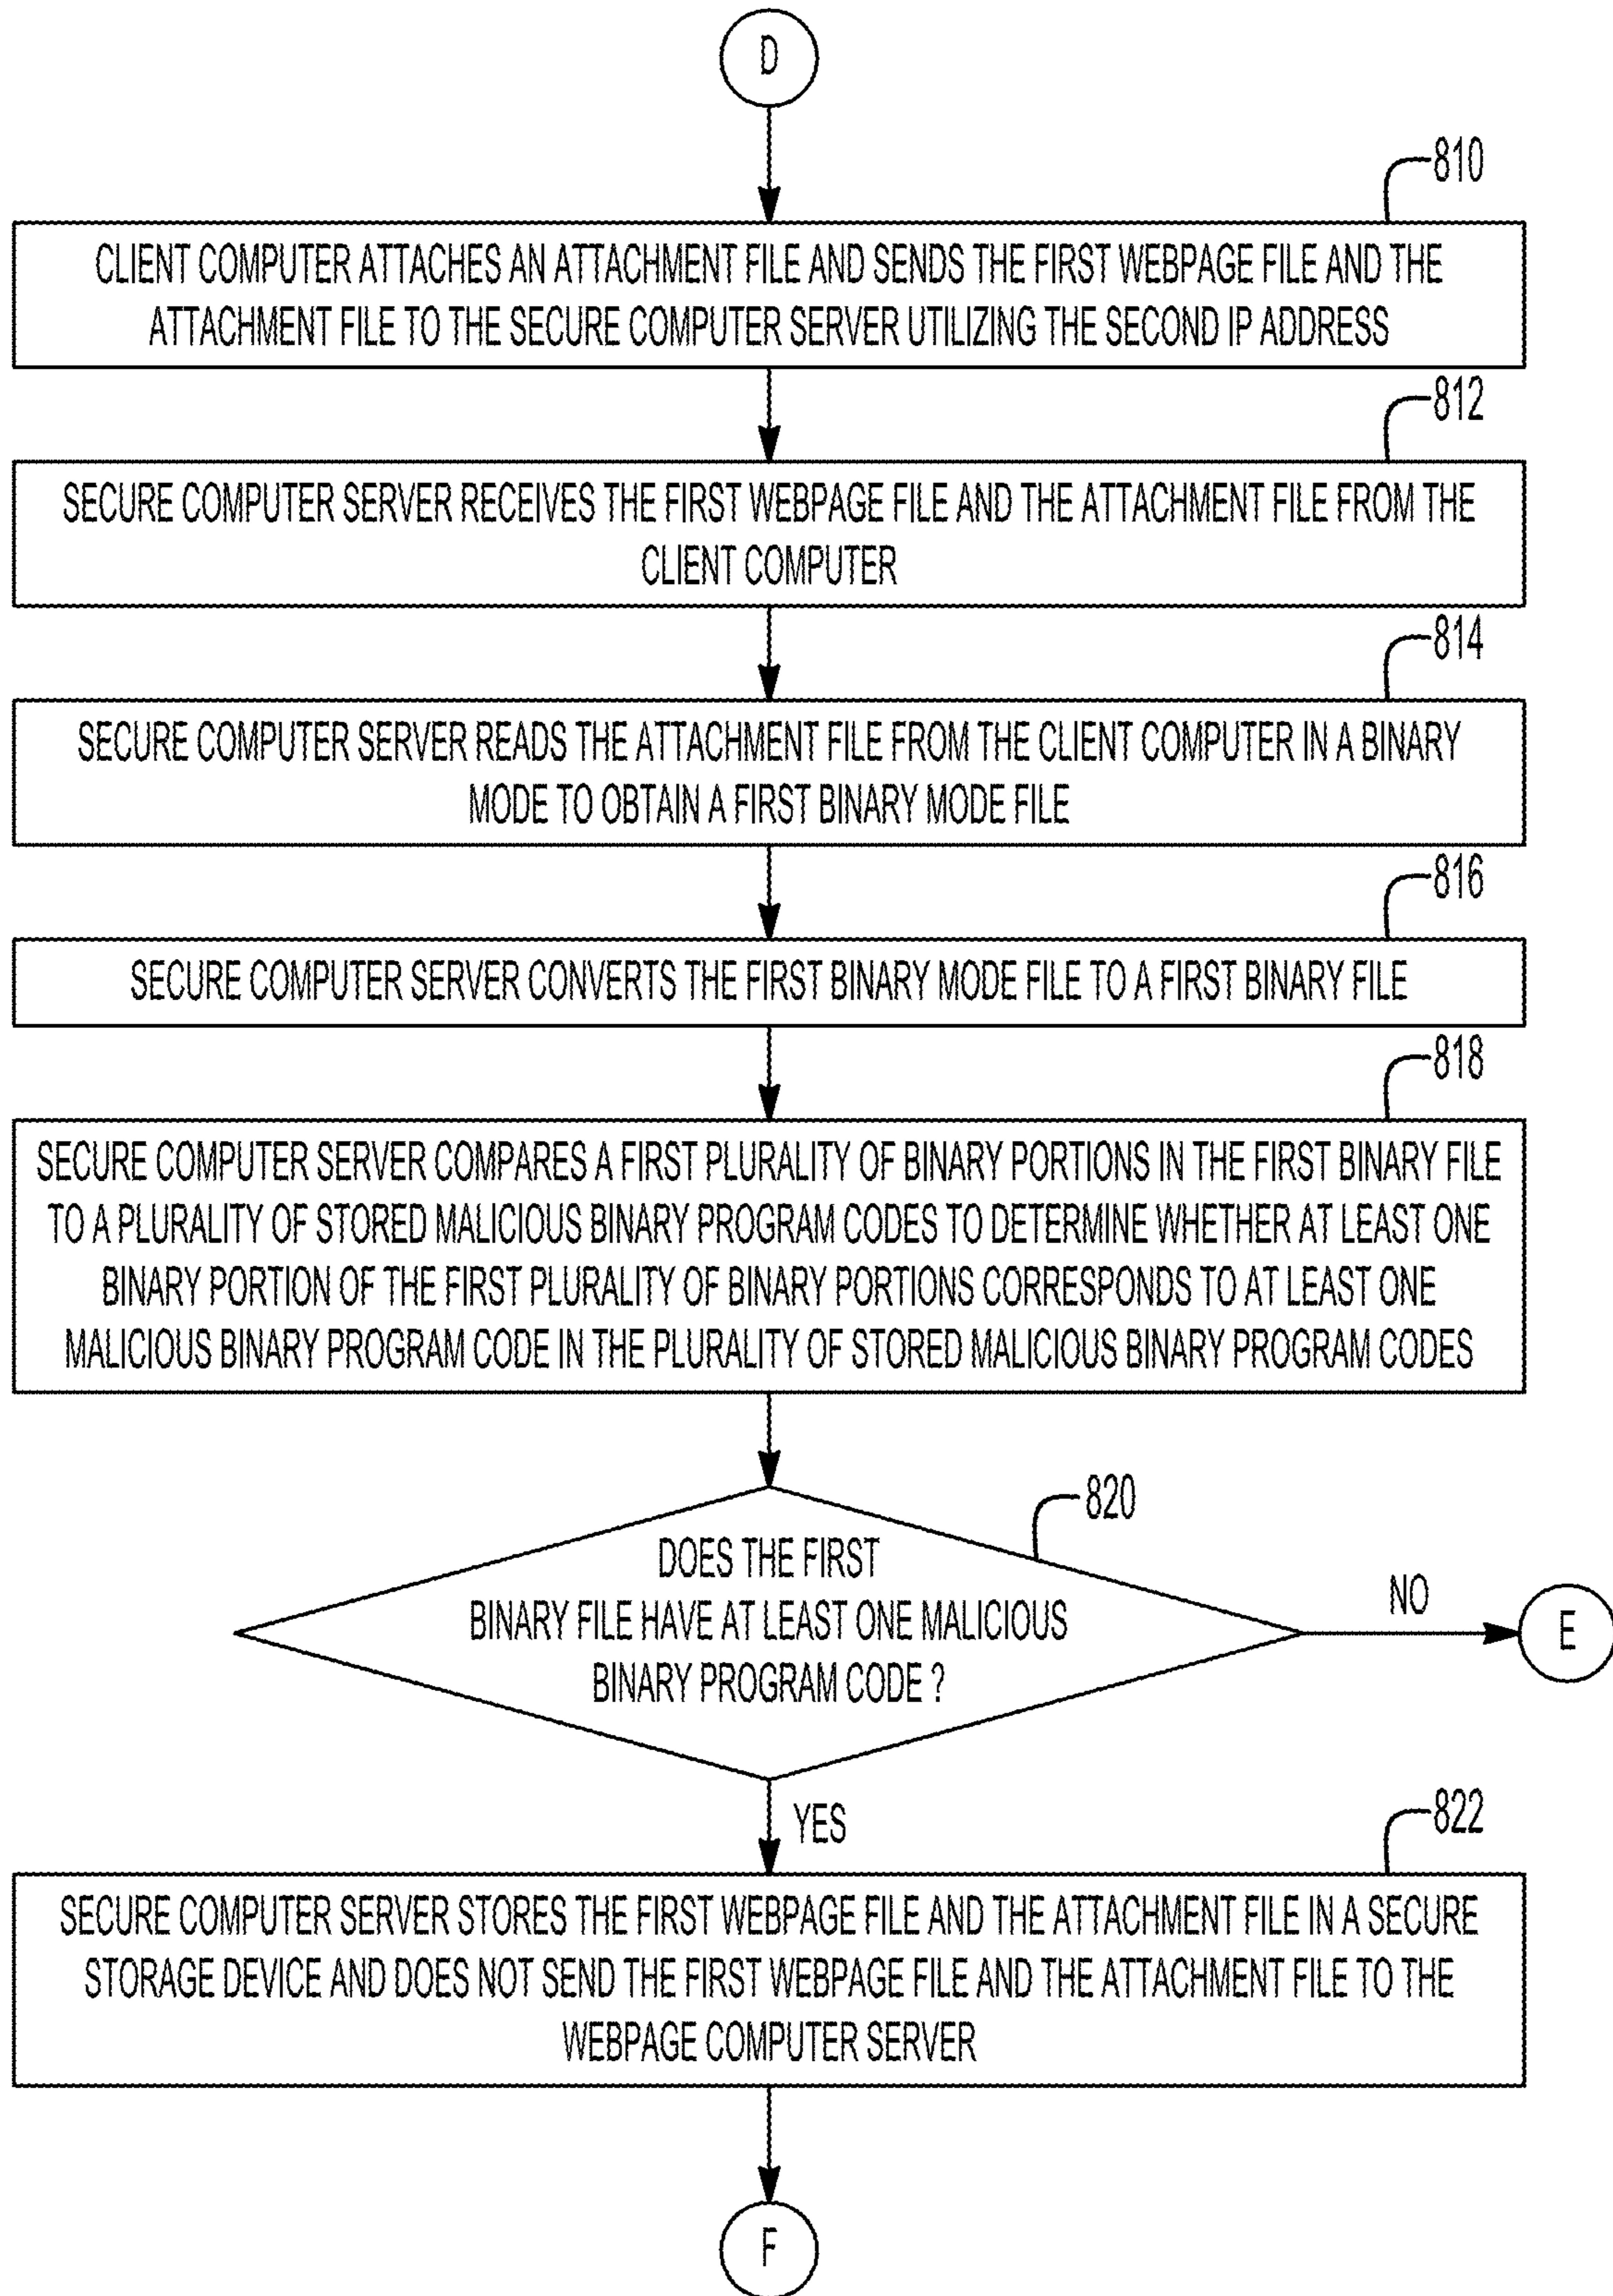 D
810
CLIENT COMPUTER ATTACHES AN ATTACHMENT FILE AND SENDS THE FIRST WEBPAGE FILE AND THE
ATTACHMENT FILE TO THE SECURE COMPUTER SERVER UTILIZING THE SECOND IP ADDRESS
812
SECURE COMPUTER SERVER RECEIVES THE FIRST WEBPAGE FILE AND THE ATTACHMENT FILE FROM THE
CLIENT COMPUTER
814
SECURE COMPUTER SERVER READS THE ATTACHMENT FILE FROM THE CLIENT COMPUTER IN A BINARY
MODE TO OBTAIN A FIRST BINARY MODE FILE
816
SECURE COMPUTER SERVER CONVERTS THE FIRST BINARY MODE FILE TO A FIRST BINARY FILE
818
SECURE COMPUTER SERVER COMPARES A FIRST PLURALITY OF BINARY PORTIONS IN THE FIRST BINARY FILE
TO A PLURALITY OF STORED MALICIOUS BINARY PROGRAM CODES TO DETERMINE WHETHER AT LEAST ONE
BINARY PORTION OF THE FIRST PLURALITY OF BINARY PORTIONS CORRESPONDS TO AT LEAST ONE
MALICIOUS BINARY PROGRAM CODE IN THE PLURALITY OF STORED MALICIOUS BINARY PROGRAM CODES
820
DOES THE FIRST
BINARY FILE HAVE AT LEAST ONE MALICIOUS
BINARY PROGRAM CODE ?
NO
E
YES
822
SECURE COMPUTER SERVER STORES THE FIRST WEBPAGE FILE AND THE ATTACHMENT FILE IN A SECURE
STORAGE DEVICE AND DOES NOT SEND THE FIRST WEBPAGE FILE AND THE ATTACHMENT FILE TO THE
WEBPAGE COMPUTER SERVER
F